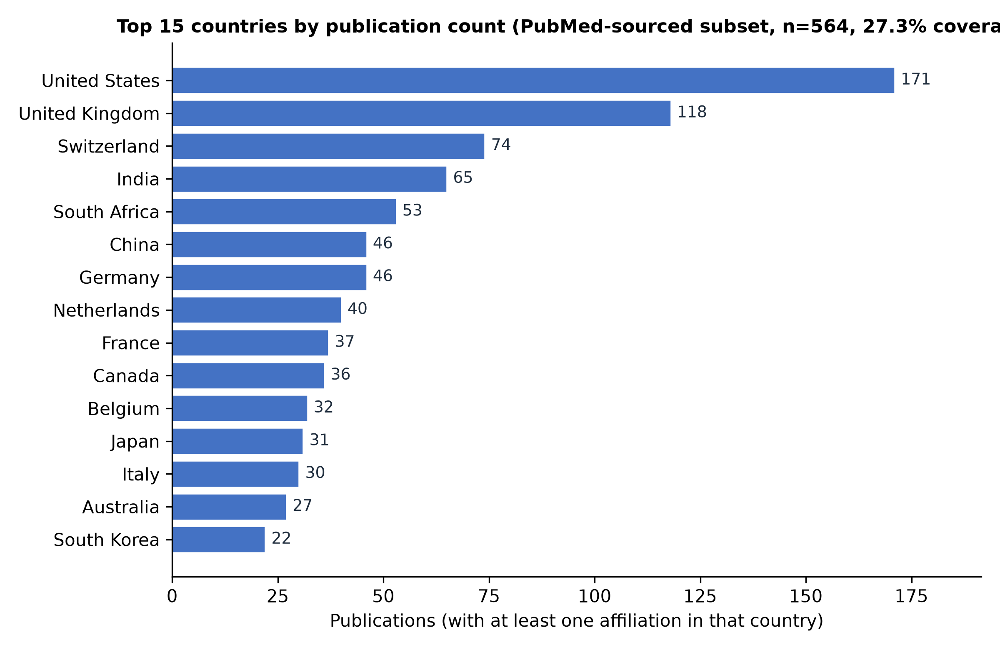 Top 15 countries by publication count (PubMed-sourced subset, n=564, 27.3% covera
United States 171
United Kingdom 118
Switzerland 74
India 65
South Africa 53
China 46
Germany 46
Netherlands 40
France 37
Canada 36
Belgium 32
Japan 31
Italy 30
Australia 27
South Korea 22
0 25 50 75 100 125 150 175
Publications (with at least one affiliation in that country)